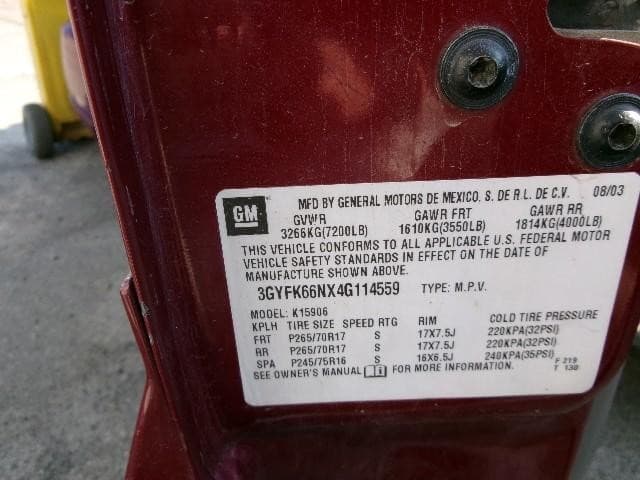 GM MFD BY GENERAL MOTORS DE MEXICO, S. DE R.L. DE C.V. 08/03
GVWR GAWR FRT GAWR RR
3266KG(7200LB) 1610KG(3550LB) 1814KG(4000LB)
THIS VEHICLE CONFORMS TO ALL APPLICABLE U.S. FEDERAL MOTOR
VEHICLE SAFETY STANDARDS IN EFFECT ON THE DATE OF
MANUFACTURE SHOWN ABOVE.
3GYFK66NX4G114559 TYPE: M.P.V.
MODEL: K15906
KPLH TIRE SIZE SPEED RTG RIM COLD TIRE PRESSURE
FRT P265/70R17 S 17X7.5J 220KPA(32PSI)
RR P265/70R17 S 17X7.5J 220KPA(32PSI)
SPA P245/75R16 S 16X6.5J 240KPA(35PSI) F 219
SEE OWNER'S MANUAL FOR MORE INFORMATION. T 130